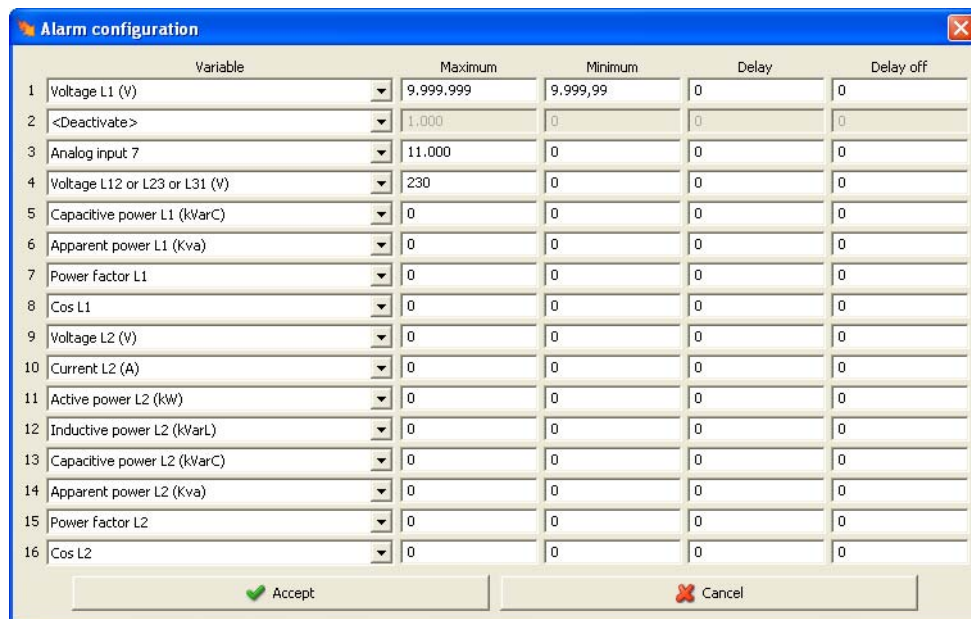 Alarm configuration
Variable Maximum Minimum Delay Delay off
1 Voltage L1 (V) 9.999.999 9.999,99 0 0
2 <Deactivate> 1.000 0 0 0
3 Analog input 7 11.000 0 0 0
4 Voltage L12 or L23 or L31 (V) 230 0 0 0
5 Capacitive power L1 (kVarC) 0 0 0 0
6 Apparent power L1 (Kva) 0 0 0 0
7 Power factor L1 0 0 0 0
8 Cos L1 0 0 0 0
9 Voltage L2 (V) 0 0 0 0
10 Current L2 (A) 0 0 0 0
11 Active power L2 (kW) 0 0 0 0
12 Inductive power L2 (kVarL) 0 0 0 0
13 Capacitive power L2 (kVarC) 0 0 0 0
14 Apparent power L2 (Kva) 0 0 0 0
15 Power factor L2 0 0 0 0
16 Cos L2 0 0 0 0
Accept Cancel